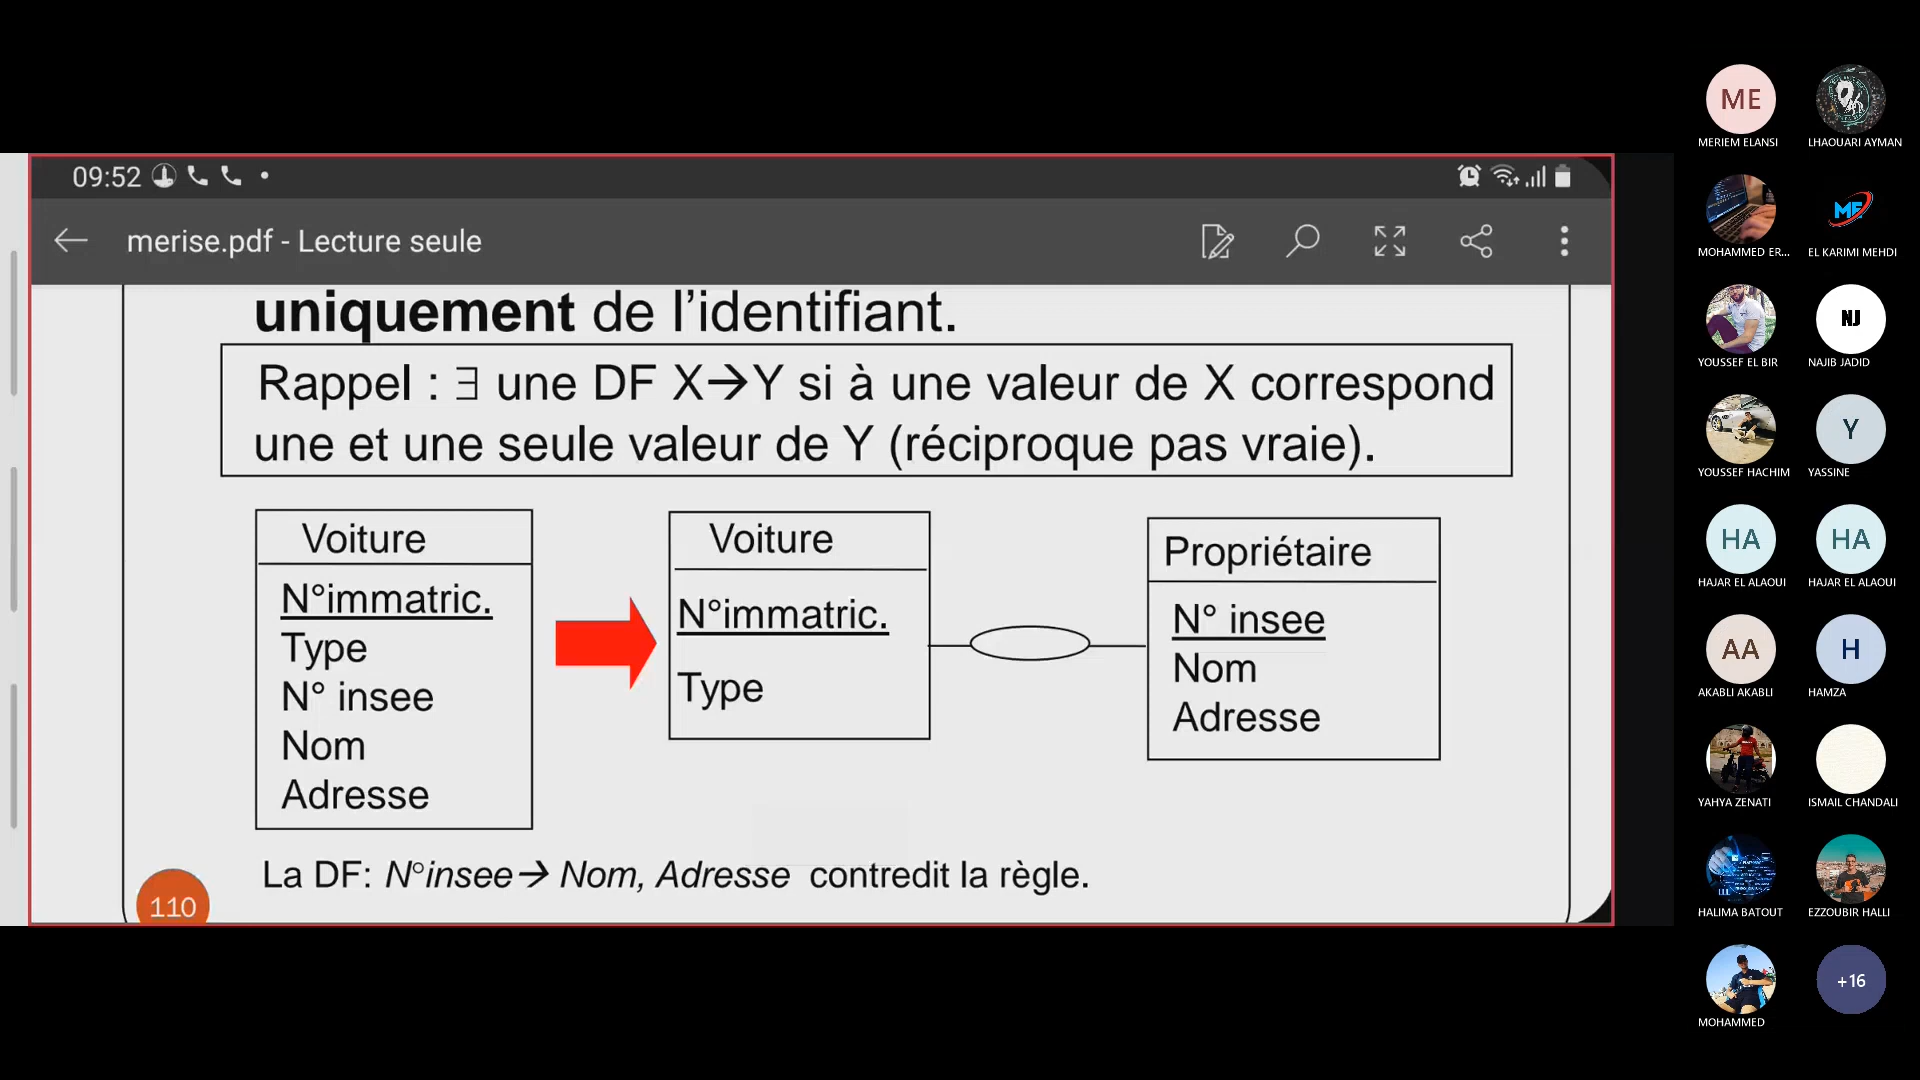 09:52
merise.pdf - Lecture seule
uniquement de l’identifiant.
Rappel : ∃ une DF X→Y si à une valeur de X correspond
une et une seule valeur de Y (réciproque pas vraie).
Voiture
N°immatric.
Type
N° insee
Nom
Adresse
Voiture
N°immatric.
Type
Propriétaire
N° insee
Nom
Adresse
La DF: N°insee→ Nom, Adresse contredit la règle.
110
ME
MERIEM ELANSI
LHAOUARI AYMAN
MOHAMMED ER...
EL KARIMI MEHDI
YOUSSEF EL BIR
NJ
NAJIB JADID
YOUSSEF HACHIM
Y
YASSINE
HA
HAJAR EL ALAOUI
HA
HAJAR EL ALAOUI
AA
AKABLI AKABLI
H
HAMZA
YAHYA ZENATI
ISMAIL CHANDALI
HALIMA BATOUT
EZZOUBIR HALLI
MOHAMMED
+16